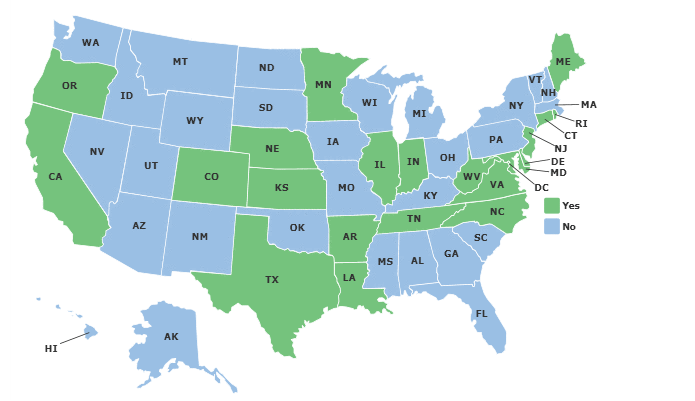 WA
MT
ND
MN
ME
VT
NH
OR
ID
SD
WI
MI
NY
MA
WY
RI
CT
NE
IA
PA
NJ
NV
UT
CO
IL
IN
OH
DE
MD
CA
KS
MO
WV
VA
DC
KY
AZ
NM
OK
AR
TN
NC
Yes
SC
No
TX
LA
MS
AL
GA
FL
AK
HI